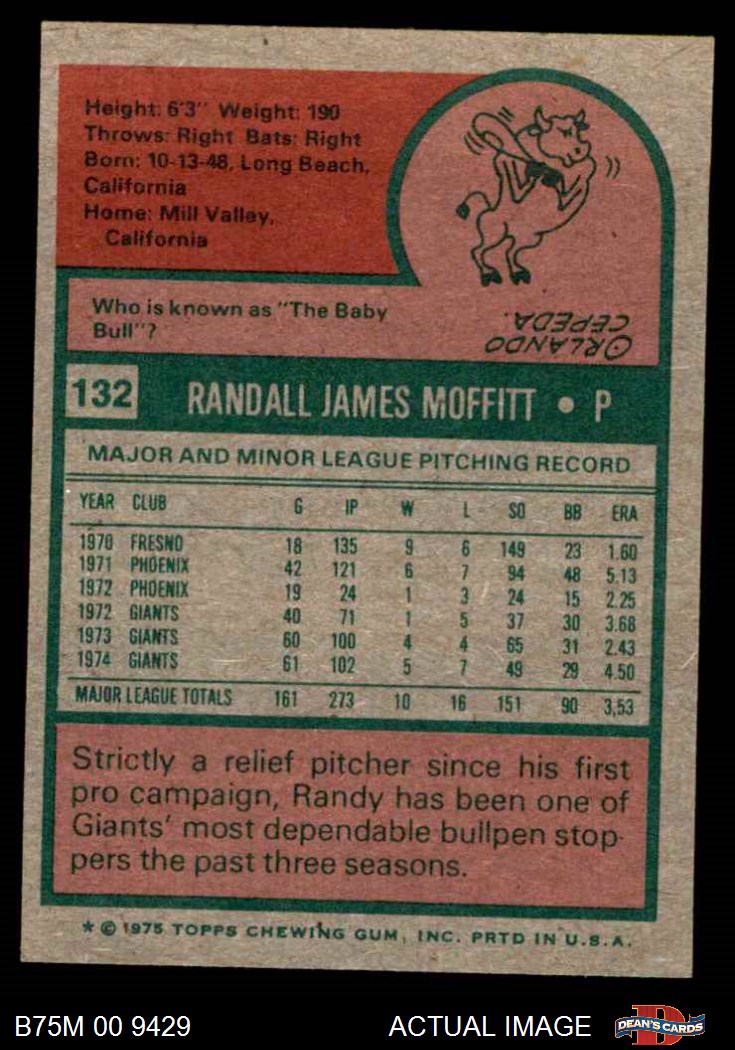 Height: 6'3" Weight: 190
Throws: Right Bats: Right
Born: 10-13-48, Long Beach,
California
Home: Mill Valley,
California
Who is known as "The Baby
Bull"?
ORLANDO
CEPEDA.
132 RANDALL JAMES MOFFITT • P
MAJOR AND MINOR LEAGUE PITCHING RECORD
YEAR CLUB G IP W L SO BB ERA
1970 FRESNO 18 135 9 6 149 23 1.60
1971 PHOENIX 42 121 6 7 94 48 5.13
1972 PHOENIX 19 24 1 3 24 15 2.25
1972 GIANTS 40 71 1 5 37 30 3.68
1973 GIANTS 60 100 4 4 65 31 2.43
1974 GIANTS 61 102 5 7 49 29 4.50
MAJOR LEAGUE TOTALS 161 273 10 16 151 90 3,53
Strictly a relief pitcher since his first
pro campaign, Randy has been one of
Giants' most dependable bullpen stop-
pers the past three seasons.
* © 1975 TOPPS CHEWING GUM, INC. PRTD IN U.S.A.
B75M 00 9429 ACTUAL IMAGE D DEAN'S CARDS